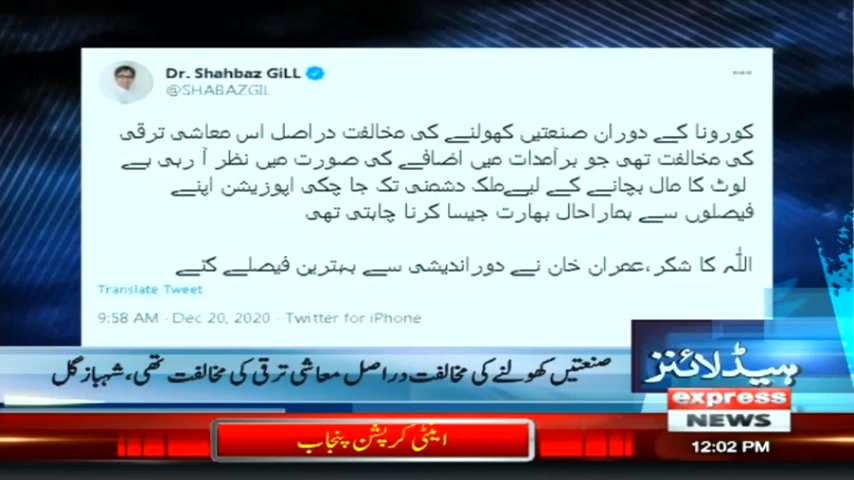 Dr. Shahbaz GiLL
@SHABAZGIL
کورونا کے دوران صنعتیں کھولنے کی مخالفت دراصل اس معاشی ترقی
کی مخالفت تھی جو برآمدات میں اضافے کی صورت میں نظر آ رہی ہے
لوٹ کا مال بچانے کے لیےملک دشمنی تک جا چکی اپوزیشن اپنے
فیصلوں سے ہماراحال بھارت جیسا کرنا چاہتی تھی
اللّٰہ کا شکر،عمران خان نے دوراندیشی سے بہترین فیصلے کئے
Translate Tweet
9:58 AM · Dec 20, 2020 · Twitter for iPhone
ہیڈلائنز
صنعتیں کھولنے کی مخالفت دراصل معاشی ترقی کی مخالفت تھی، شہباز گل
express
NEWS
اینٹی کرپشن پنجاب
12:02 PM